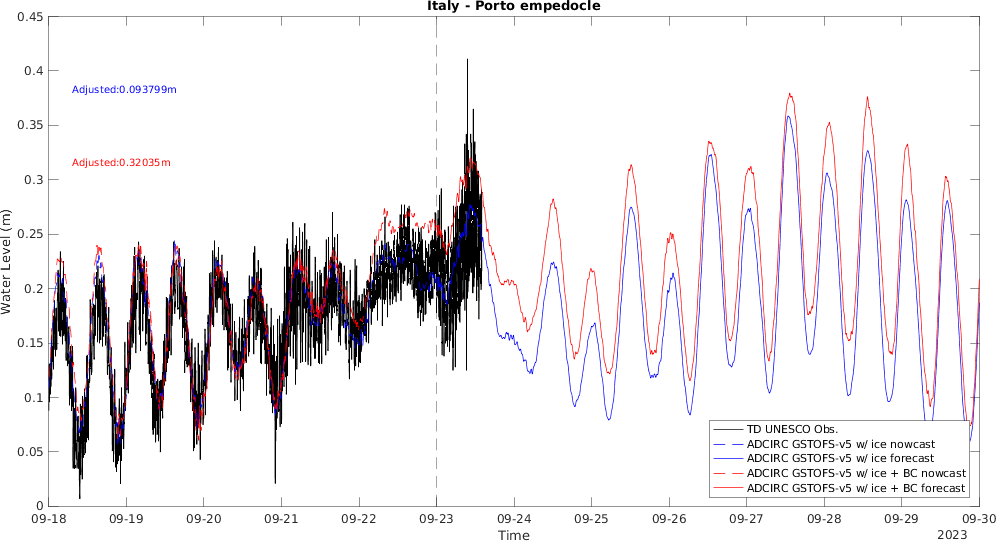 Italy - Porto empedocle
Water Level (m)
0.45
0.4
0.35
0.3
0.25
0.2
0.15
0.1
0.05
0
Adjusted:0.093799m
Adjusted:0.32035m
TD UNESCO Obs.
ADCIRC GSTOFS-v5 w/ ice nowcast
ADCIRC GSTOFS-v5 w/ ice forecast
ADCIRC GSTOFS-v5 w/ ice + BC nowcast
ADCIRC GSTOFS-v5 w/ ice + BC forecast
09-18 09-19 09-20 09-21 09-22 09-23 09-24 09-25 09-26 09-27 09-28 09-29 09-30
Time
2023